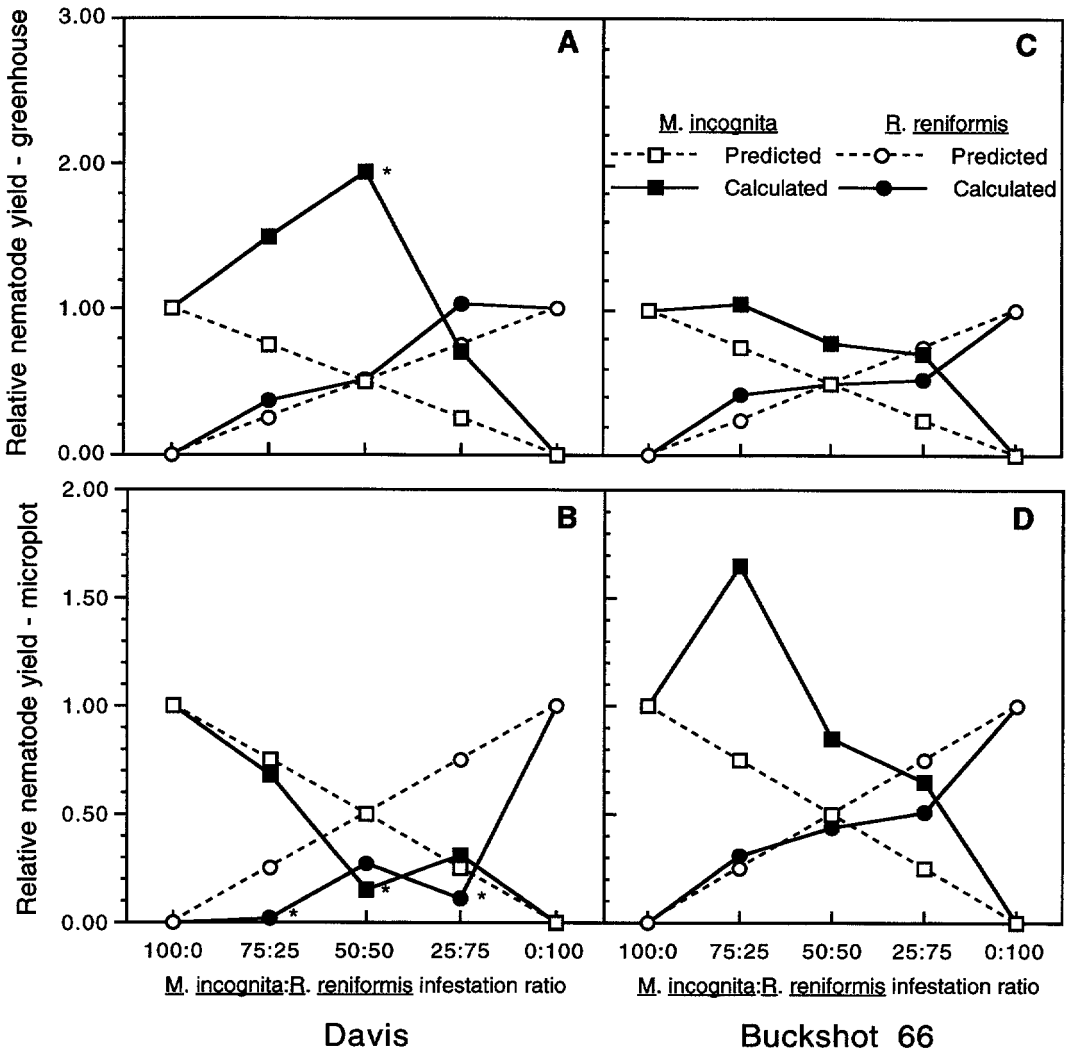 Relative nematode yield - greenhouse
3.00
2.00
1.00
0.00
A
*
C
M. incognita R. reniformis
Predicted Predicted
Calculated Calculated
Relative nematode yield - microplot
2.00
1.50
1.00
0.50
0.00
B
* * *
D
100:0 75:25 50:50 25:75 0:100
100:0 75:25 50:50 25:75 0:100
M. incognita:R. reniformis infestation ratio
M. incognita:R. reniformis infestation ratio
Davis
Buckshot 66